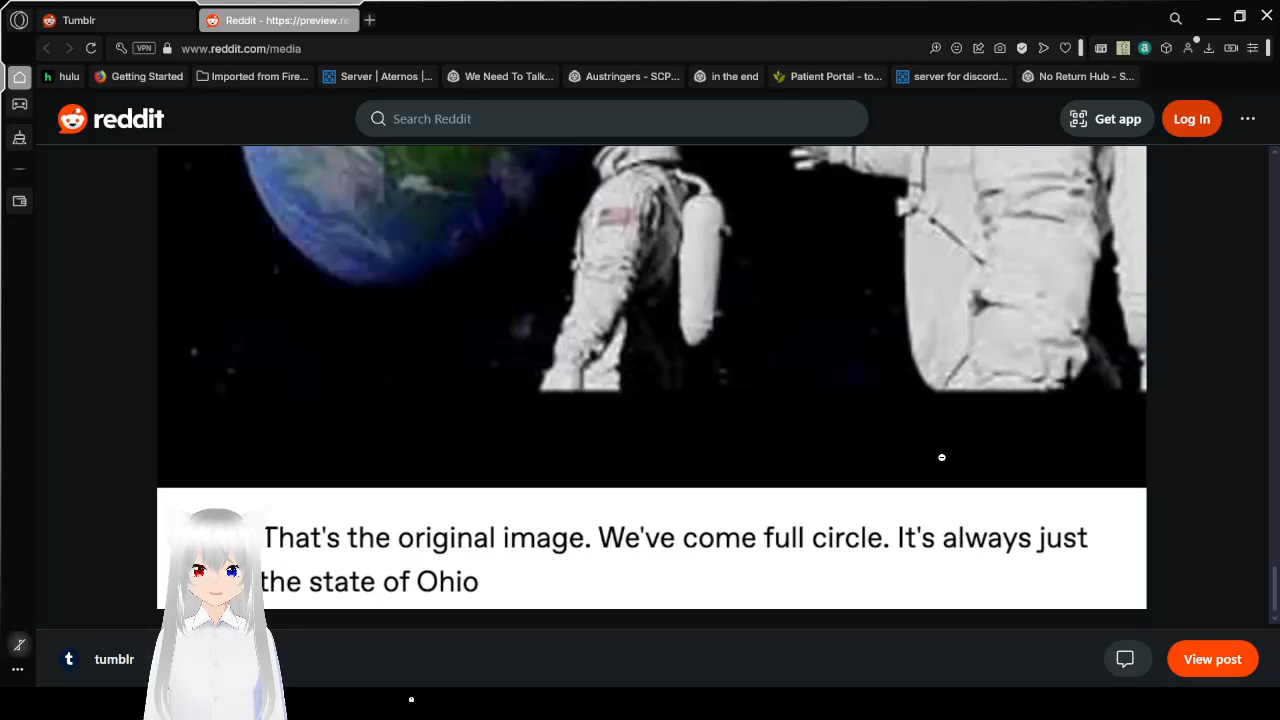 Tumblr
Reddit - https://preview.re
VPN
www.reddit.com/media
hulu
Getting Started
Imported from Fire...
Server | Aternos |...
We Need To Talk...
Austringers - SCP...
in the end
Patient Portal - to...
server for discord...
No Return Hub - S...
reddit
Search Reddit
Get app
Log In
That's the original image. We've come full circle. It's always just
the state of Ohio
tumblr
View post